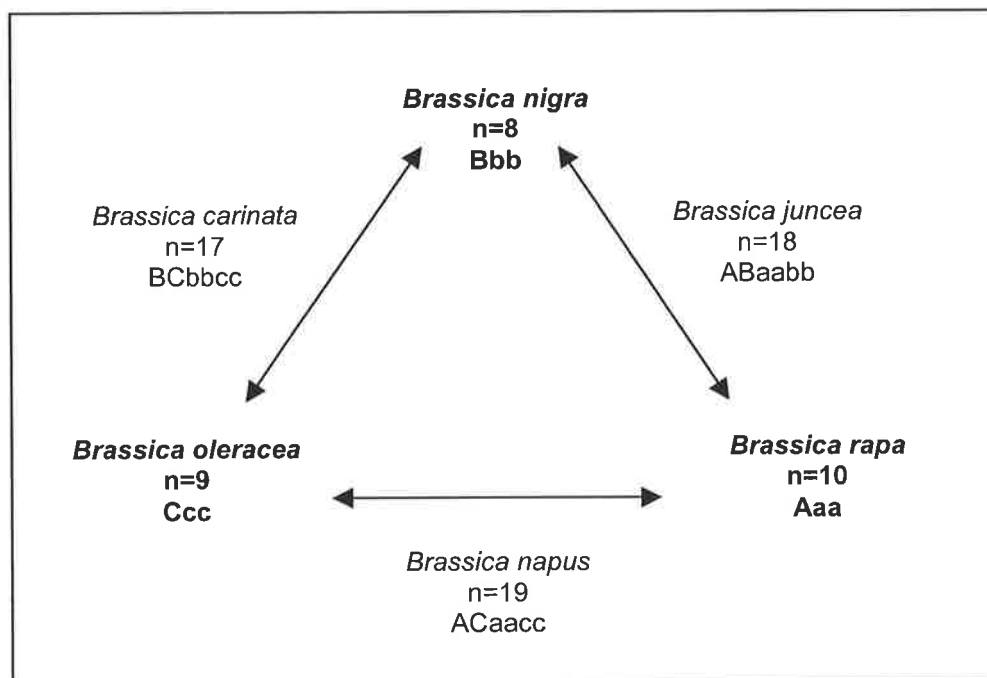 Brassica nigra
n=8
Bbb
Brassica carinata
n=17
BCbbcc
Brassica juncea
n=18
ABaabb
Brassica oleracea
n=9
Ccc
Brassica rapa
n=10
Aaa
Brassica napus
n=19
ACaacc